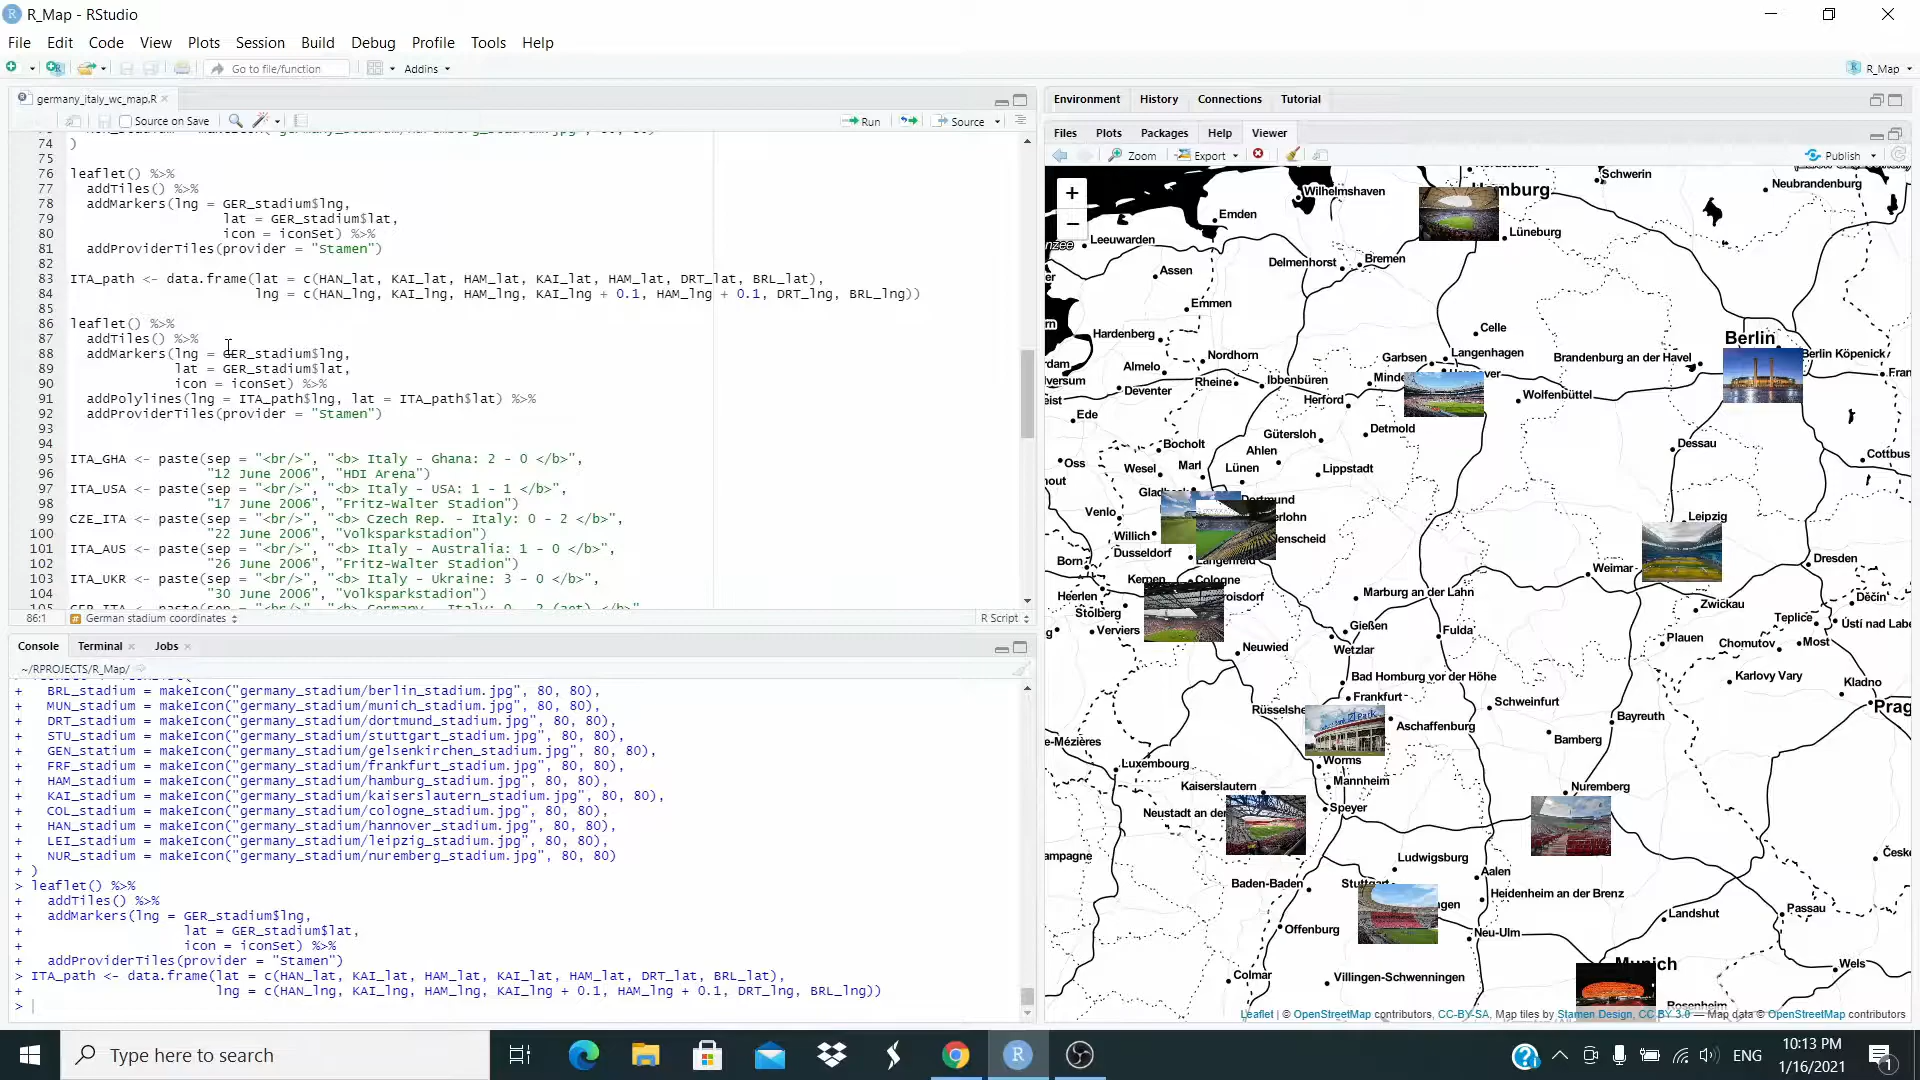 R_Map - RStudio
File Edit Code View Plots Session Build Debug Profile Tools Help
Go to file/function
Addins
R_Map
germany_italy_wc_map.R
Source on Save
Run
Source
74 )
75
76 leaflet() %>%
77 addTiles() %>%
78 addMarkers(lng = GER_stadium$lng,
79 lat = GER_stadium$lat,
80 icon = iconSet) %>%
81 addProviderTiles(provider = "Stamen")
82
83 ITA_path <- data.frame(lat = c(HAN_lat, KAI_lat, HAM_lat, KAI_lat, HAM_lat, DRT_lat, BRL_lat),
84 lng = c(HAN_lng, KAI_lng, HAM_lng, KAI_lng + 0.1, HAM_lng + 0.1, DRT_lng, BRL_lng))
85
86 leaflet() %>%
87 addTiles() %>%
88 addMarkers(lng = GER_stadium$lng,
89 lat = GER_stadium$lat,
90 icon = iconSet) %>%
91 addPolylines(lng = ITA_path$lng, lat = ITA_path$lat) %>%
92 addProviderTiles(provider = "Stamen")
93
94
95 ITA_GHA <- paste(sep = "<br/>", "<b> Italy - Ghana: 2 - 0 </b>",
96 "12 June 2006", "HDI Arena")
97 ITA_USA <- paste(sep = "<br/>", "<b> Italy - USA: 1 - 1 </b>",
98 "17 June 2006", "Fritz-Walter Stadion")
99 CZE_ITA <- paste(sep = "<br/>", "<b> Czech Rep. - Italy: 0 - 2 </b>",
100 "22 June 2006", "Volksparkstadion")
101 ITA_AUS <- paste(sep = "<br/>", "<b> Italy - Australia: 1 - 0 </b>",
102 "26 June 2006", "Fritz-Walter Stadion")
103 ITA_UKR <- paste(sep = "<br/>", "<b> Italy - Ukraine: 3 - 0 </b>",
104 "30 June 2006", "Volksparkstadion")
105 GER_ITA <- paste(sep = "<br/>", "<b> Germany - Italy: 0 - 2 (aet) </b>",
86:1 German stadium coordinates R Script
Console Terminal Jobs
~/RPROJECTS/R_Map/
+ BRL_stadium = makeIcon("germany_stadium/berlin_stadium.jpg", 80, 80),
+ MUN_stadium = makeIcon("germany_stadium/munich_stadium.jpg", 80, 80),
+ DRT_stadium = makeIcon("germany_stadium/dortmund_stadium.jpg", 80, 80),
+ STU_stadium = makeIcon("germany_stadium/stuttgart_stadium.jpg", 80, 80),
+ GEN_statium = makeIcon("germany_stadium/gelsenkirchen_stadium.jpg", 80, 80),
+ FRF_stadium = makeIcon("germany_stadium/frankfurt_stadium.jpg", 80, 80),
+ HAM_stadium = makeIcon("germany_stadium/hamburg_stadium.jpg", 80, 80),
+ KAI_stadium = makeIcon("germany_stadium/kaiserslautern_stadium.jpg", 80, 80),
+ COL_stadium = makeIcon("germany_stadium/cologne_stadium.jpg", 80, 80),
+ HAN_stadium = makeIcon("germany_stadium/hannover_stadium.jpg", 80, 80),
+ LEI_stadium = makeIcon("germany_stadium/leipzig_stadium.jpg", 80, 80),
+ NUR_stadium = makeIcon("germany_stadium/nuremberg_stadium.jpg", 80, 80)
+ )
> leaflet() %>%
+ addTiles() %>%
+ addMarkers(lng = GER_stadium$lng,
+ lat = GER_stadium$lat,
+ icon = iconSet) %>%
+ addProviderTiles(provider = "Stamen")
> ITA_path <- data.frame(lat = c(HAN_lat, KAI_lat, HAM_lat, KAI_lat, HAM_lat, DRT_lat, BRL_lat),
+ lng = c(HAN_lng, KAI_lng, HAM_lng, KAI_lng + 0.1, HAM_lng + 0.1, DRT_lng, BRL_lng))
>
Environment History Connections Tutorial
Files Plots Packages Help Viewer
Zoom Export Publish
+
−
Schwerin
Wilhelmshaven
Neubrandenburg
Emden
Lüneburg
Leeuwarden
Delmenhorst
Bremen
Assen
Emmen
Celle
Hardenberg
Berlin
Nordhorn
Garbsen
Langenhagen
Brandenburg an der Havel
Berlin Köpenick
Almelo
Rheine
Ibbenbüren
Deventer
Herford
Wolfenbüttel
Ede
Detmold
Gütersloh
Bocholt
Dessau
Ahlen
Oss
Wesel
Marl
Lünen
Lippstadt
Cottbus
Venlo
Leipzig
Willich
Dusseldorf
Born
Dresden
Weimar
Cologne
Heerlen
Marburg an der Lahn
Děčín
Stolberg
Zwickau
Teplice
Verviers
Gießen
Fulda
Plauen
Chomutov
Most
Neuwied
Wetzlar
Bad Homburg vor der Höhe
Karlovy Vary
Kladno
Frankfurt
Schweinfurt
Aschaffenburg
Bayreuth
Bamberg
Luxembourg
Worms
Mannheim
Kaiserslautern
Nuremberg
Speyer
Ludwigsburg
Baden-Baden
Aalen
Heidenheim an der Brenz
Landshut
Passau
Offenburg
Neu-Ulm
Wels
Colmar
Villingen-Schwenningen
Leaflet | © OpenStreetMap contributors, CC-BY-SA, Map tiles by Stamen Design, CC BY 3.0 — Map data © OpenStreetMap contributors
Type here to search
ENG
10:13 PM
1/16/2021
1